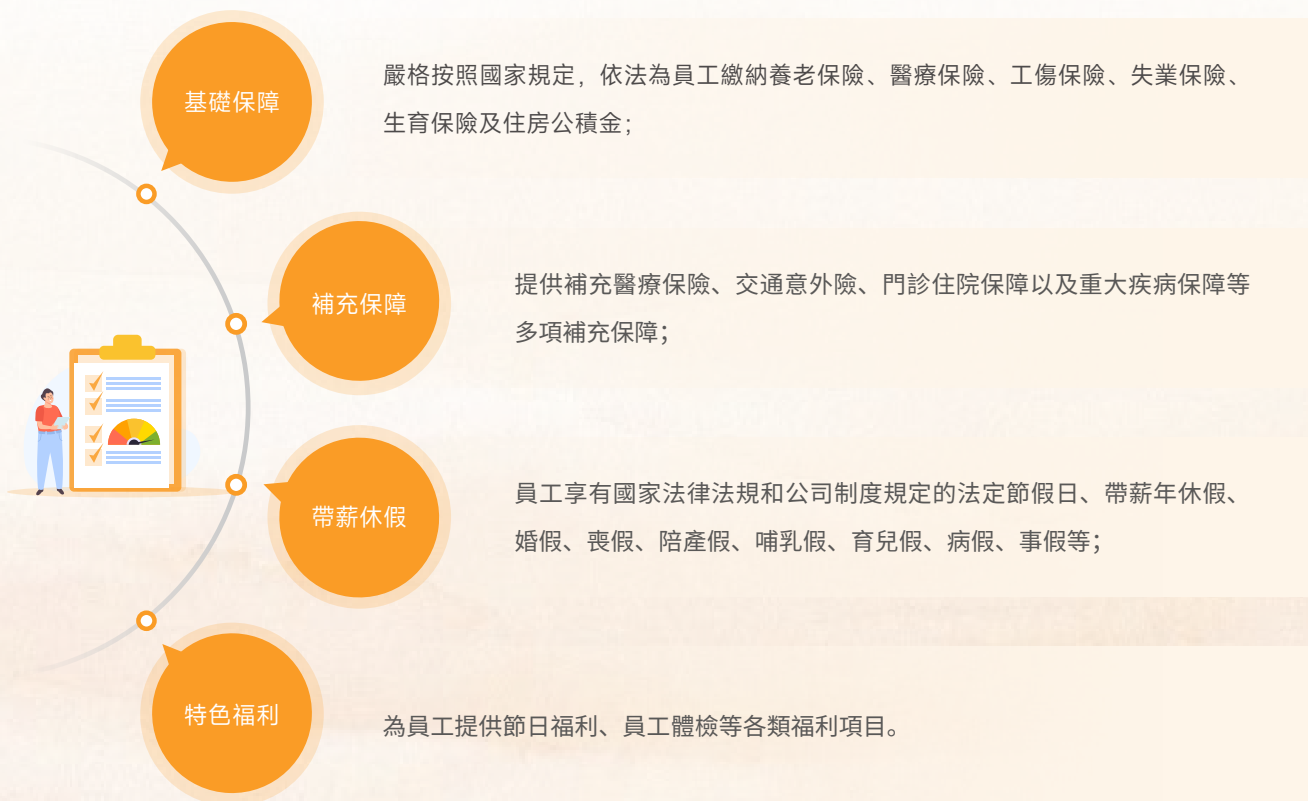 基礎保障
嚴格按照國家規定，依法為員工繳納養老保險、醫療保險、工傷保險、失業保險、
生育保險及住房公積金；
補充保障
提供補充醫療保險、交通意外險、門診住院保障以及重大疾病保障等
多項補充保障；
帶薪休假
員工享有國家法律法規和公司制度規定的法定節假日、帶薪年休假、
婚假、喪假、陪產假、哺乳假、育兒假、病假、事假等；
特色福利
為員工提供節日福利、員工體檢等各類福利項目。